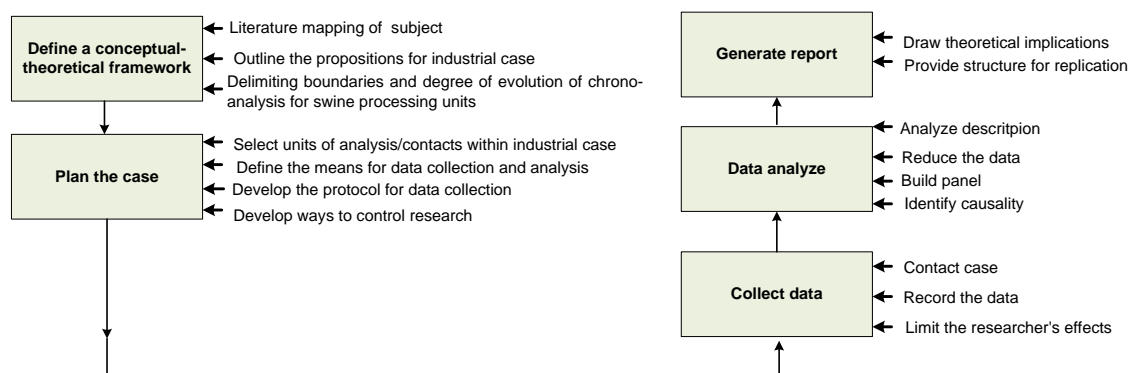 Define a conceptual-
theoretical framework
Literature mapping of subject
Outline the propositions for industrial case
Delimiting boundaries and degree of evolution of chrono-
analysis for swine processing units
Plan the case
Select units of analysis/contacts within industrial case
Define the means for data collection and analysis
Develop the protocol for data collection
Develop ways to control research
Generate report
Draw theoretical implications
Provide structure for replication
Data analyze
Analyze descritpion
Reduce the data
Build panel
Identify causality
Collect data
Contact case
Record the data
Limit the researcher's effects